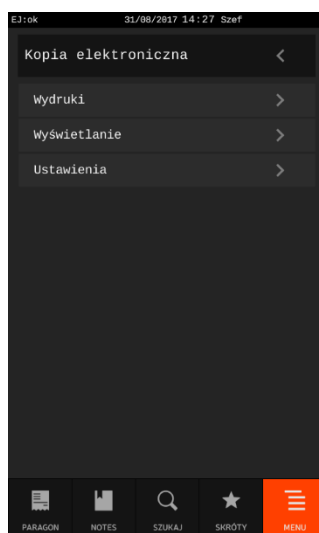 EJ:ok 31/08/2017 14:27 Szef
Kopia elektroniczna
Wydruki
Wyświetlanie
Ustawienia
PARAGON NOTES SZUKAJ SKRÓTY MENU